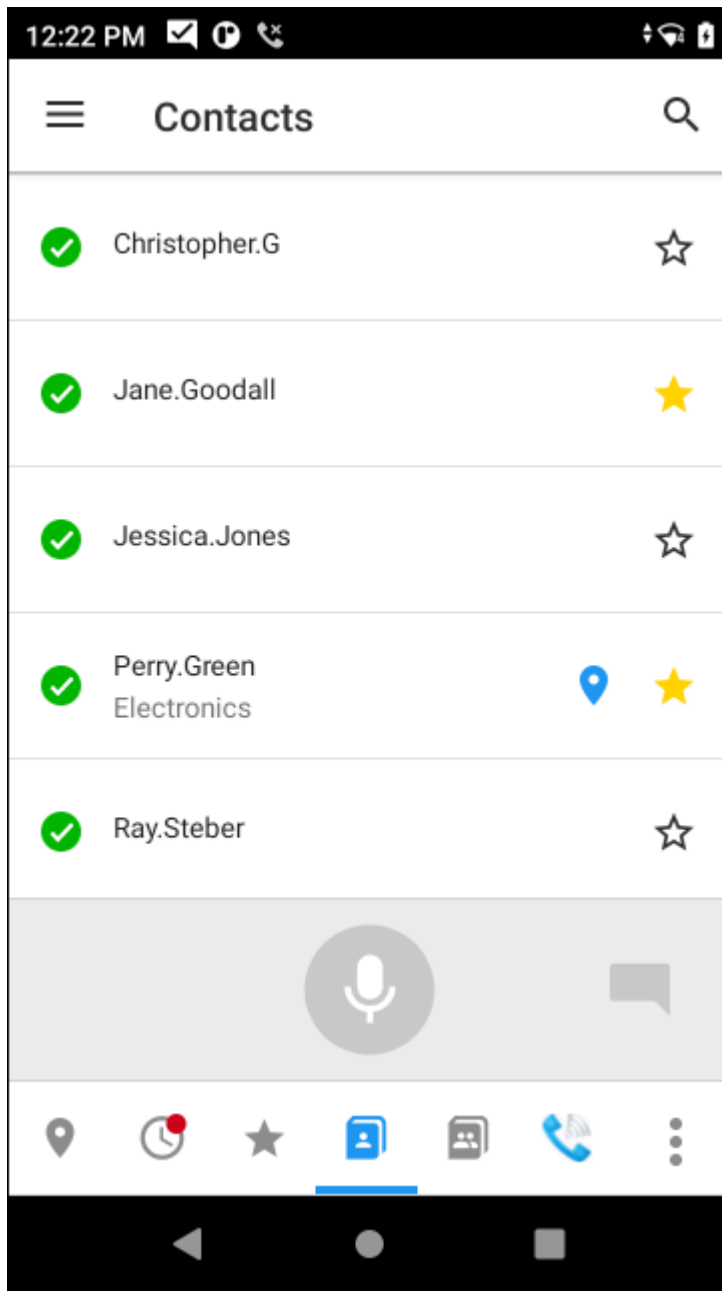 12:22 PM
Contacts
Christopher.G
Jane.Goodall
Jessica.Jones
Perry.Green
Electronics
Ray.Steber